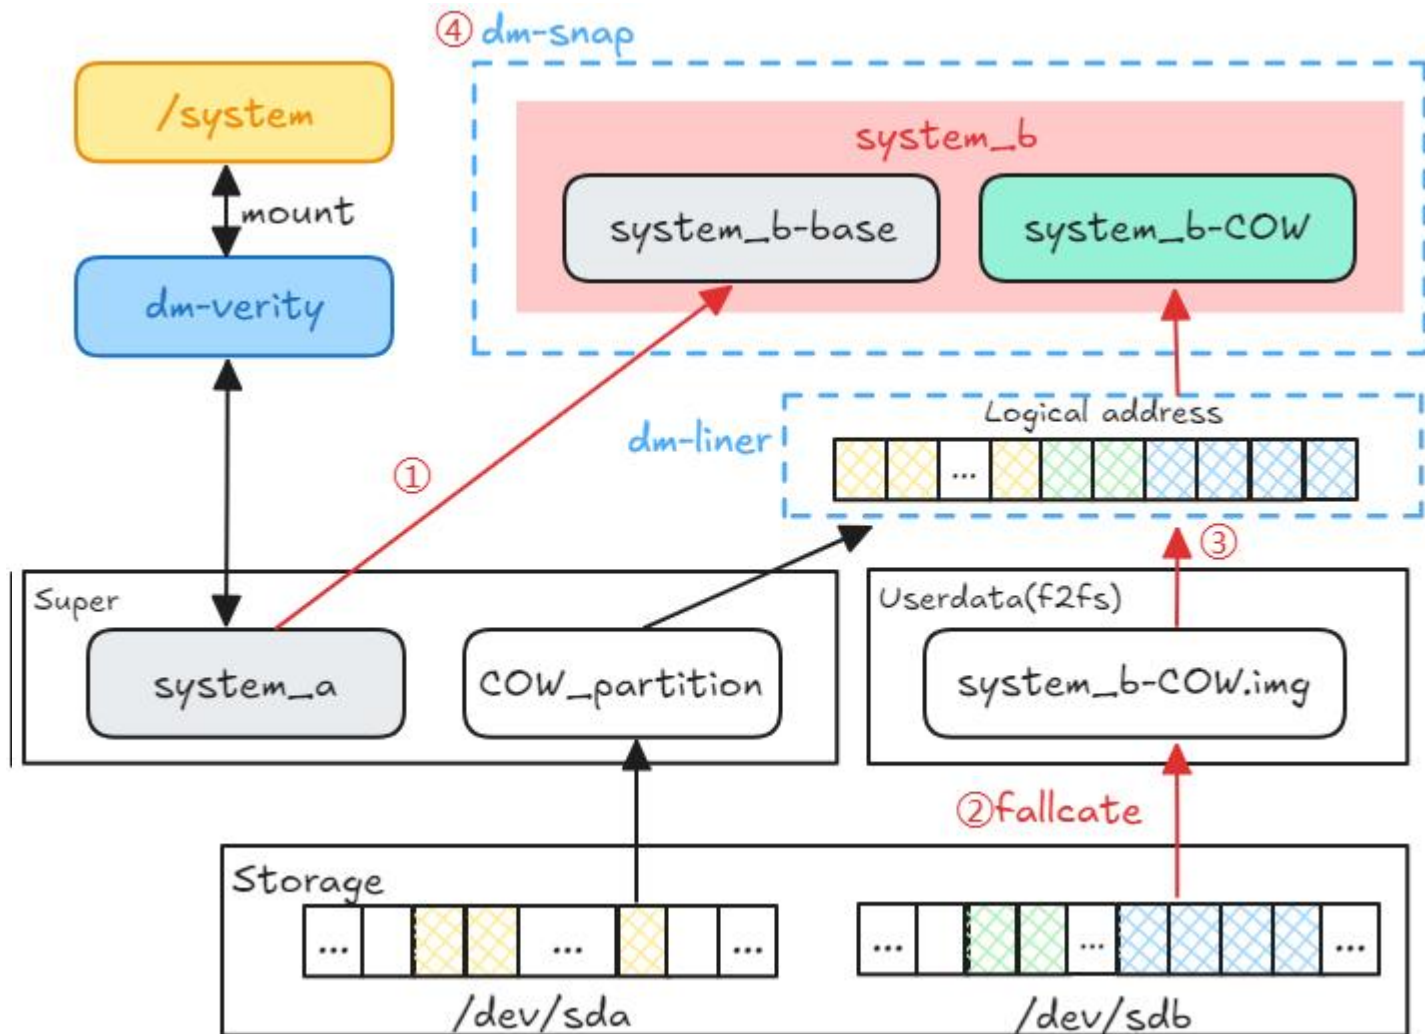 ④ dm-snap
/system
system_b
mount
system_b-base
system_b-COW
dm-verity
Logical address
dm-liner
...
①
③
Super
Userdata(f2fs)
system_a
COW_partition
system_b-COW.img
②fallcate
Storage
... ... ...
... ... ...
/dev/sda
/dev/sdb